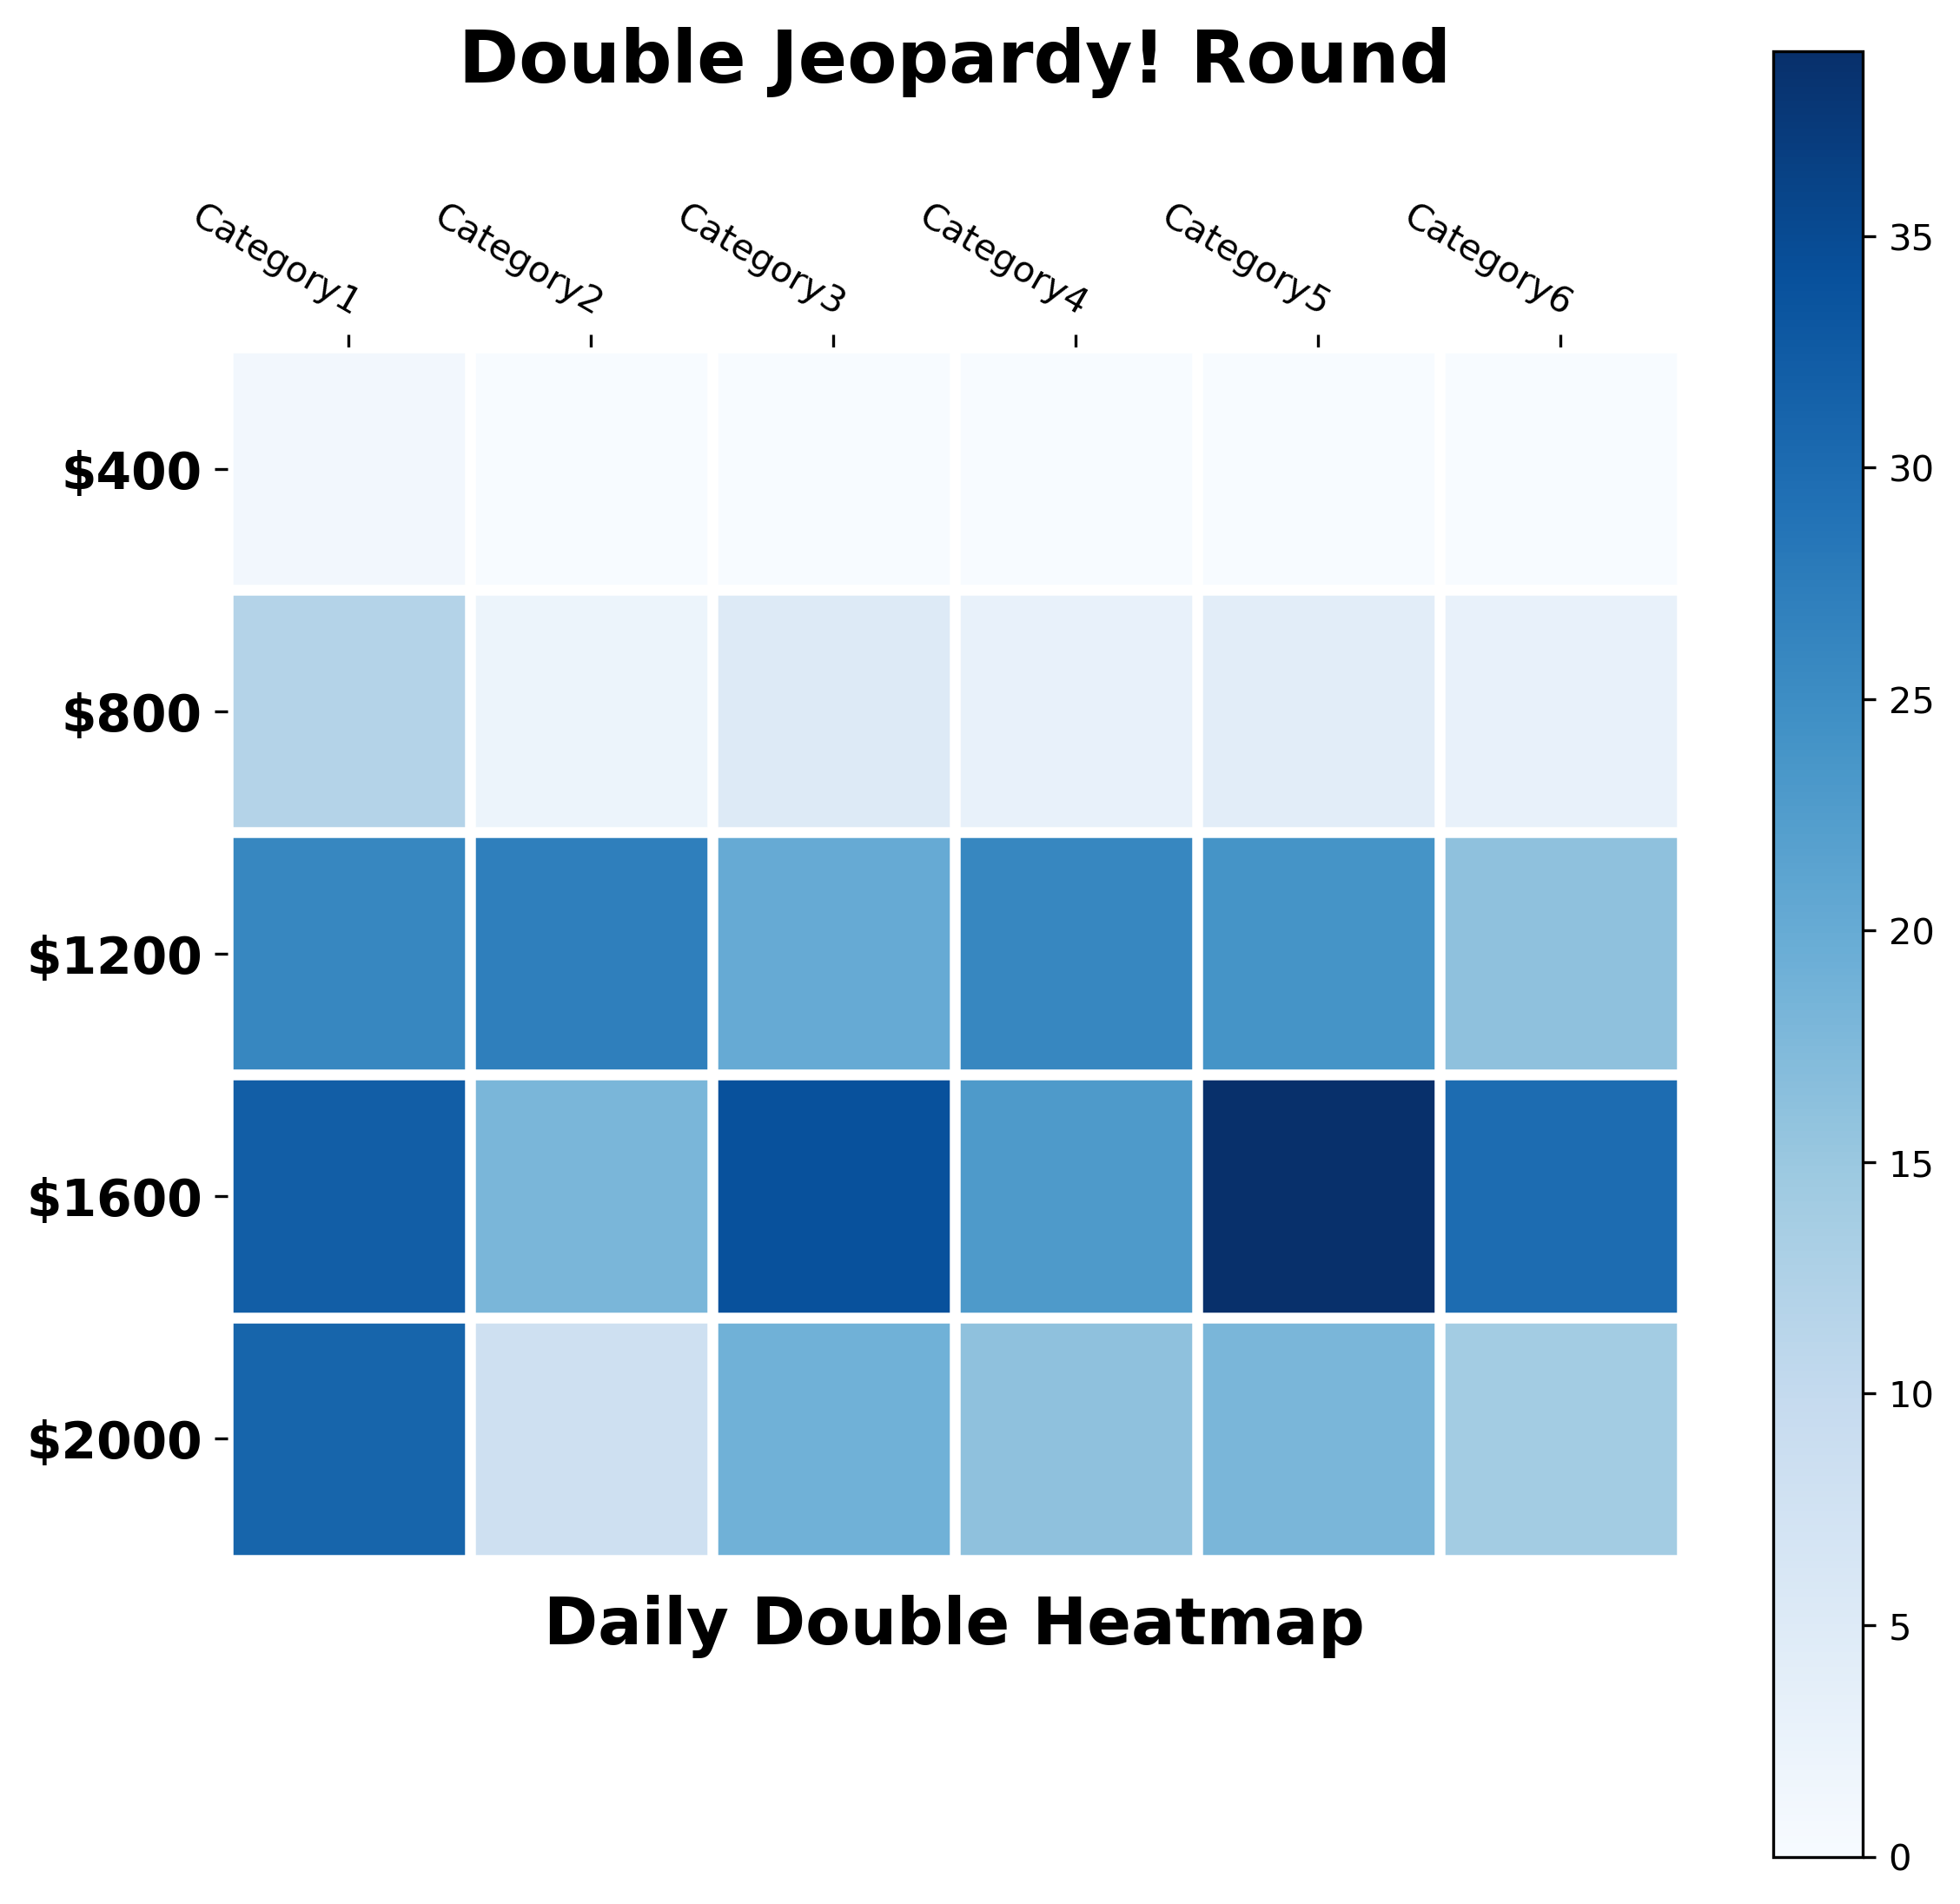 Double Jeopardy! Round
Category1
Category2
Category3
Category4
Category5
Category6
$400
$800
$1200
$1600
$2000
Daily Double Heatmap
35
30
25
20
15
10
5
0